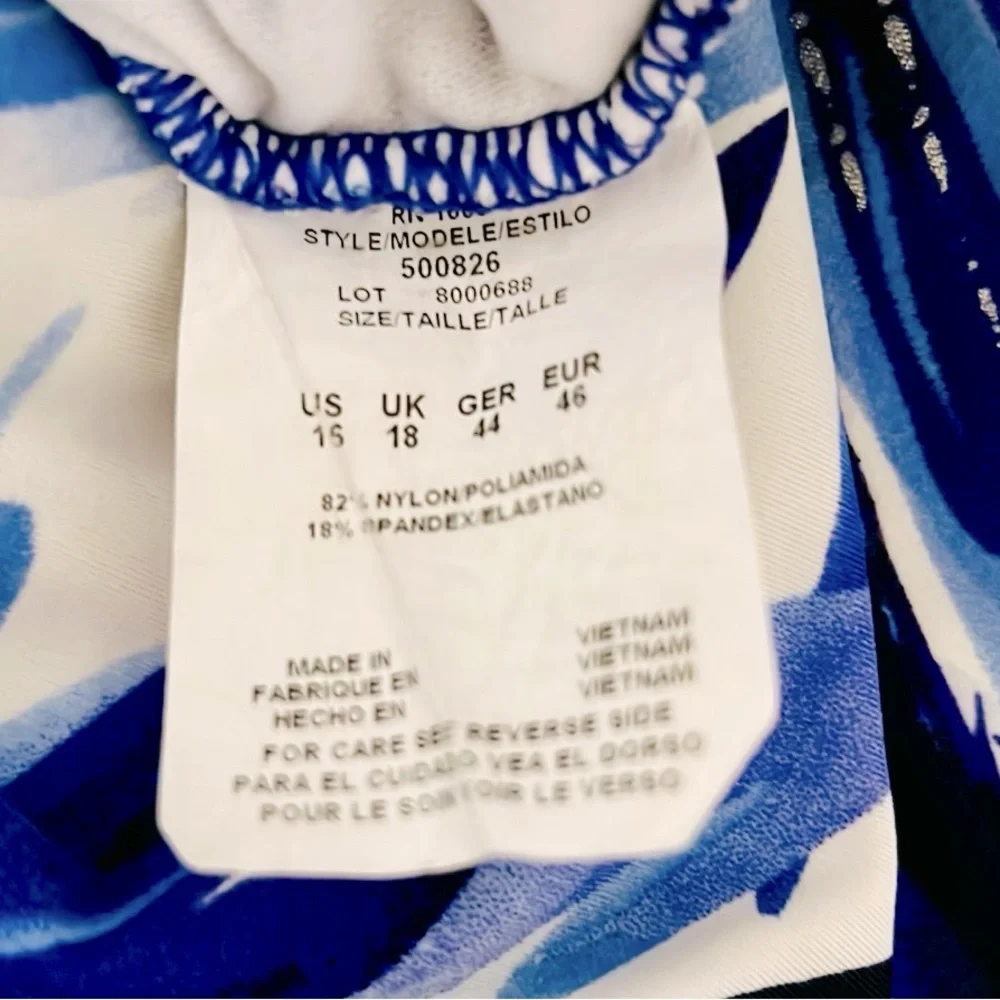 STYLE/MODELE/ESTILO
500826
LOT 8000688
SIZE/TAILLE/TALLE
US UK GER EUR
16 18 44 46
82% NYLON/POLIAMIDA
18% SPANDEX/ELASTANO
MADE IN VIETNAM
FABRIQUE EN VIETNAM
HECHO EN VIETNAM
FOR CARE SEE REVERSE SIDE
PARA EL CUIDADO VEA EL DORSO
POUR LE SOIN VOIR LE VERSO